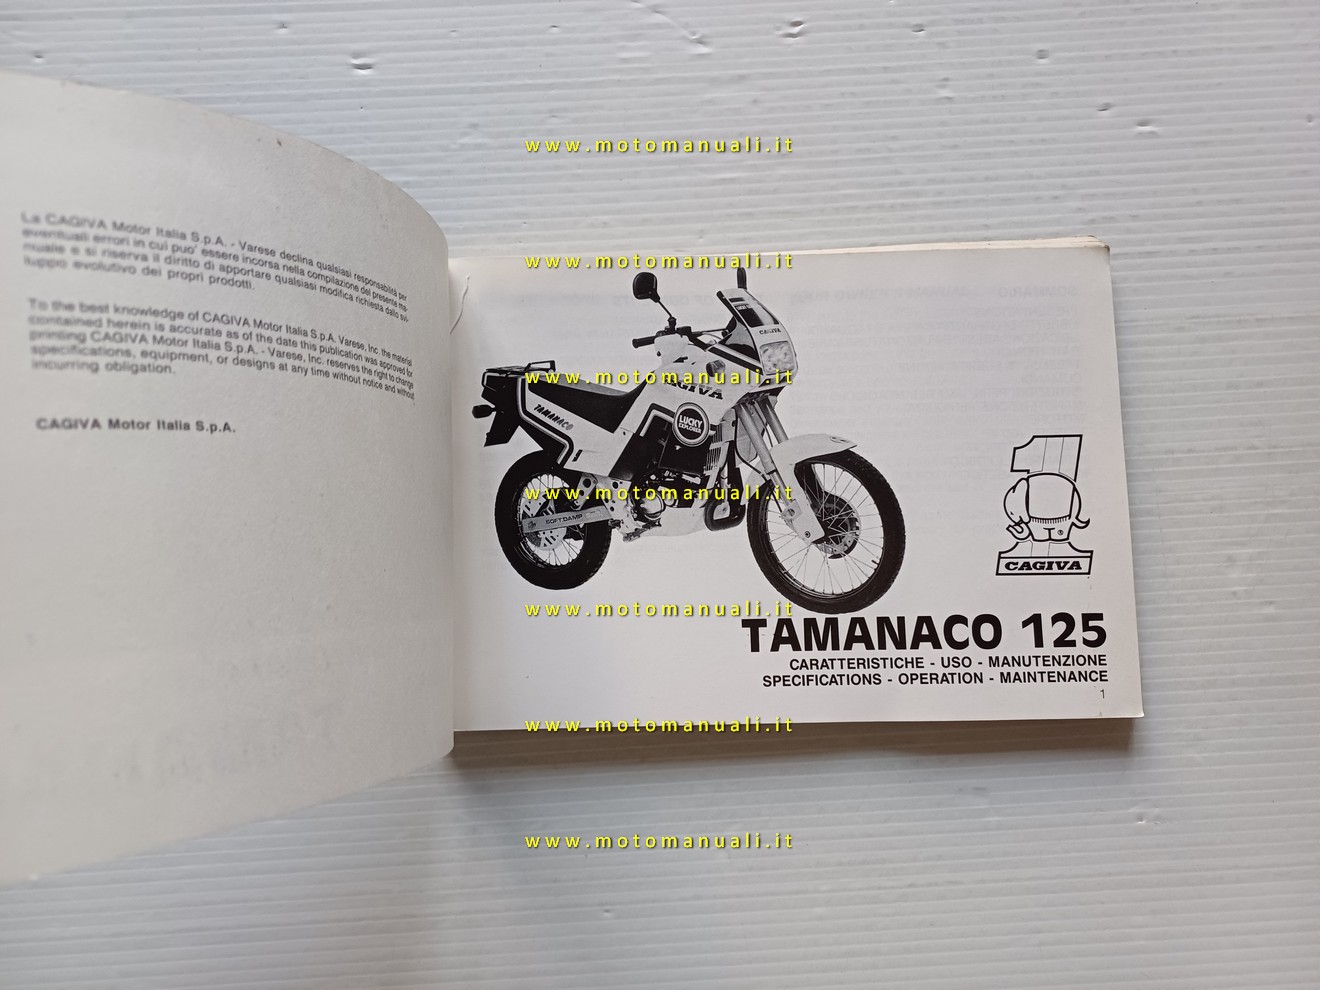 La CAGIVA Motor Italia S.p.A. - Varese declina qualsiasi responsabilità per
eventuali errori in cui puo' essere incorsa nella compilazione del presente ma-
nuale e si riserva il diritto di apportare qualsiasi modifica richiesta dallo svi-
luppo evolutivo dei propri prodotti.
To the best knowledge of CAGIVA Motor Italia S.p.A. Varese, Inc. the material
contained herein is accurate as of the date this publication was approved for
printing CAGIVA Motor Italia S.p.A. - Varese, Inc. reserves the right to change
specifications, equipment, or designs at any time without notice and without
incurring obligation.
CAGIVA Motor Italia S.p.A.
www.motomanuali.it
www.motomanuali.it
CAGIVA
www.motomanuali.it
CAGIVA
TAMANACO
LUCKY
EXPLORER
www.motomanuali.it
SOFT DAMP
1
CAGIVA
www.motomanuali.it
TAMANACO 125
CARATTERISTICHE - USO - MANUTENZIONE
SPECIFICATIONS - OPERATION - MAINTENANCE
1
www.motomanuali.it
www.motomanuali.it